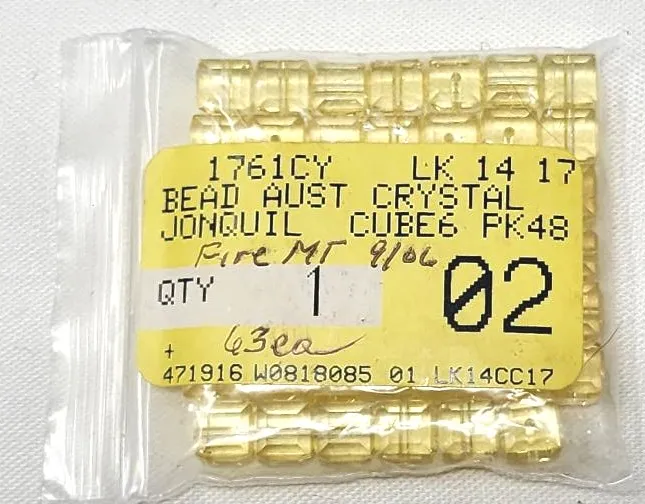 1761CY LK 14 17
BEAD AUST CRYSTAL
JONQUIL CUBE6 PK48
Fire MT 9/06
QTY 1 02
63ea
+
471916 W0818085 01 LK14CC17